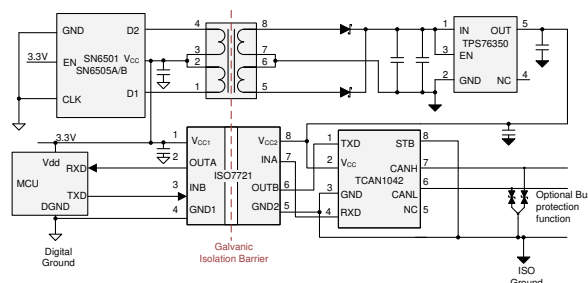 GND
D2
4
8
1
IN
OUT
5
SN6501
SN6505A/B
VCC
3
2
7
6
TPS76350
3
EN
3.3V
EN
2
GND
NC
4
CLK
D1
1
5
3.3V
1
VCC1
VCC2
8
1
TXD
STB
8
Vdd
RXD
2
OUTA
INA
7
2
VCC
CANH
7
MCU
ISO7721
TCAN1042
TXD
3
INB
OUTB
6
3
GND
CANL
6
DGND
4
GND1
GND2
5
4
RXD
NC
5
Optional Bus
protection
function
Digital
Ground
Galvanic
Isolation Barrier
ISO
Ground